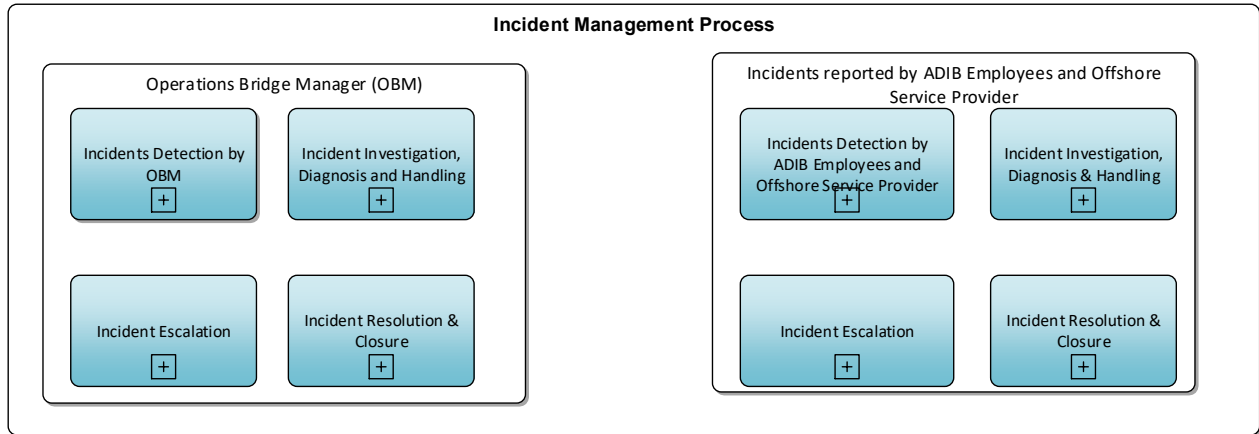 Incident Management Process
Operations Bridge Manager (OBM)
Incidents Detection by
OBM
Incident Investigation,
Diagnosis and Handling
Incident Escalation
Incident Resolution &
Closure
Incidents reported by ADIB Employees and Offshore
Service Provider
Incidents Detection by
ADIB Employees and
Offshore Service Provider
Incident Investigation,
Diagnosis & Handling
Incident Escalation
Incident Resolution &
Closure